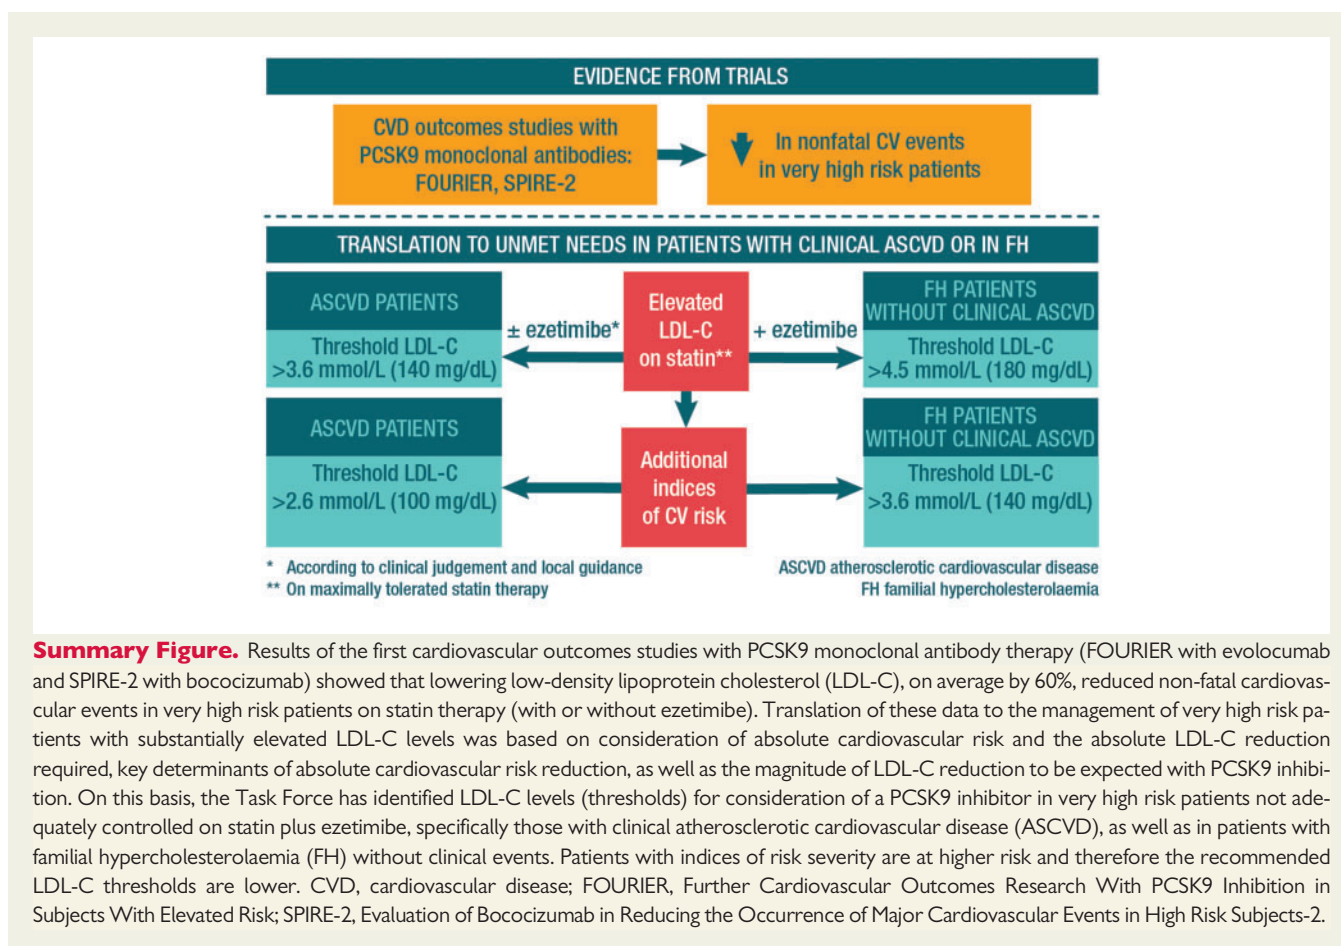 EVIDENCE FROM TRIALS
CVD outcomes studies with
PCSK9 monoclonal antibodies:
FOURIER, SPIRE-2
In nonfatal CV events
in very high risk patients
TRANSLATION TO UNMET NEEDS IN PATIENTS WITH CLINICAL ASCVD OR IN FH
ASCVD PATIENTS
Threshold LDL-C
>3.6 mmol/L (140 mg/dL)
± ezetimibe*
Elevated
LDL-C
on statin**
+ ezetimibe
FH PATIENTS
WITHOUT CLINICAL ASCVD
Threshold LDL-C
>4.5 mmol/L (180 mg/dL)
ASCVD PATIENTS
Threshold LDL-C
>2.6 mmol/L (100 mg/dL)
Additional
indices
of CV risk
FH PATIENTS
WITHOUT CLINICAL ASCVD
Threshold LDL-C
>3.6 mmol/L (140 mg/dL)
* According to clinical judgement and local guidance
** On maximally tolerated statin therapy
ASCVD atherosclerotic cardiovascular disease
FH familial hypercholesterolaemia
Summary Figure. Results of the first cardiovascular outcomes studies with PCSK9 monoclonal antibody therapy (FOURIER with evolocumab
and SPIRE-2 with bococizumab) showed that lowering low-density lipoprotein cholesterol (LDL-C), on average by 60%, reduced non-fatal cardiovas-
cular events in very high risk patients on statin therapy (with or without ezetimibe). Translation of these data to the management of very high risk pa-
tients with substantially elevated LDL-C levels was based on consideration of absolute cardiovascular risk and the absolute LDL-C reduction
required, key determinants of absolute cardiovascular risk reduction, as well as the magnitude of LDL-C reduction to be expected with PCSK9 inhibi-
tion. On this basis, the Task Force has identified LDL-C levels (thresholds) for consideration of a PCSK9 inhibitor in very high risk patients not ade-
quately controlled on statin plus ezetimibe, specifically those with clinical atherosclerotic cardiovascular disease (ASCVD), as well as in patients with
familial hypercholesterolaemia (FH) without clinical events. Patients with indices of risk severity are at higher risk and therefore the recommended
LDL-C thresholds are lower. CVD, cardiovascular disease; FOURIER, Further Cardiovascular Outcomes Research With PCSK9 Inhibition in
Subjects With Elevated Risk; SPIRE-2, Evaluation of Bococizumab in Reducing the Occurrence of Major Cardiovascular Events in High Risk Subjects-2.